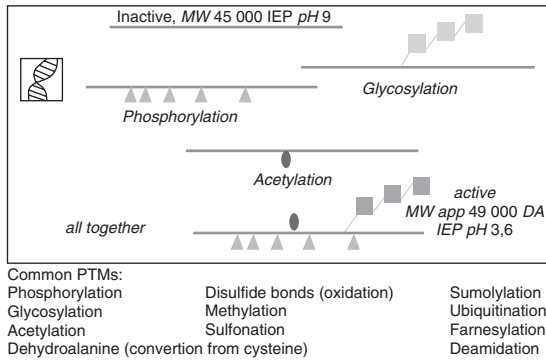 Inactive, MW 45 000 IEP pH 9
Glycosylation
Phosphorylation
Acetylation
active
MW app 49 000 DA
IEP pH 3,6
all together
Common PTMs:
Phosphorylation Disulfide bonds (oxidation) Sumolylation
Glycosylation Methylation Ubiquitination
Acetylation Sulfonation Farnesylation
Dehydroalanine (convertion from cysteine) Deamidation